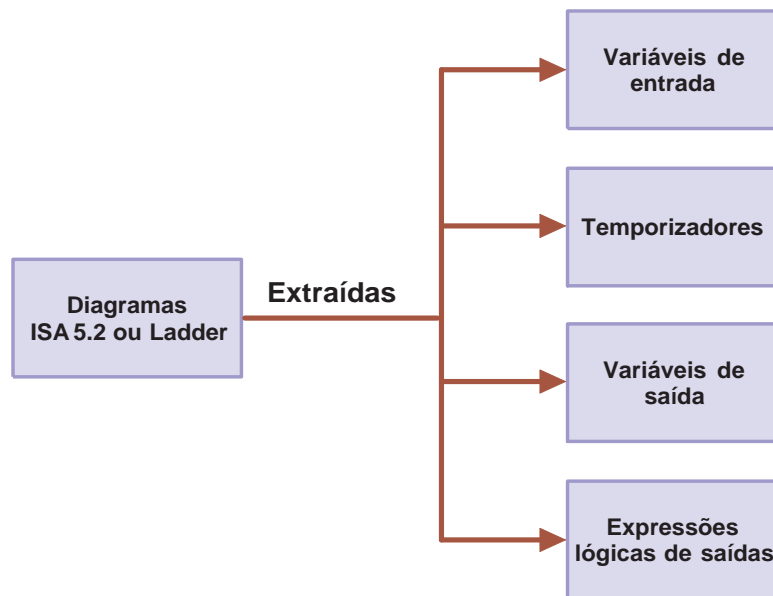 Variáveis de
entrada
Temporizadores
Diagramas
ISA 5.2 ou Ladder
Extraídas
Variáveis de
saída
Expressões
lógicas de saídas